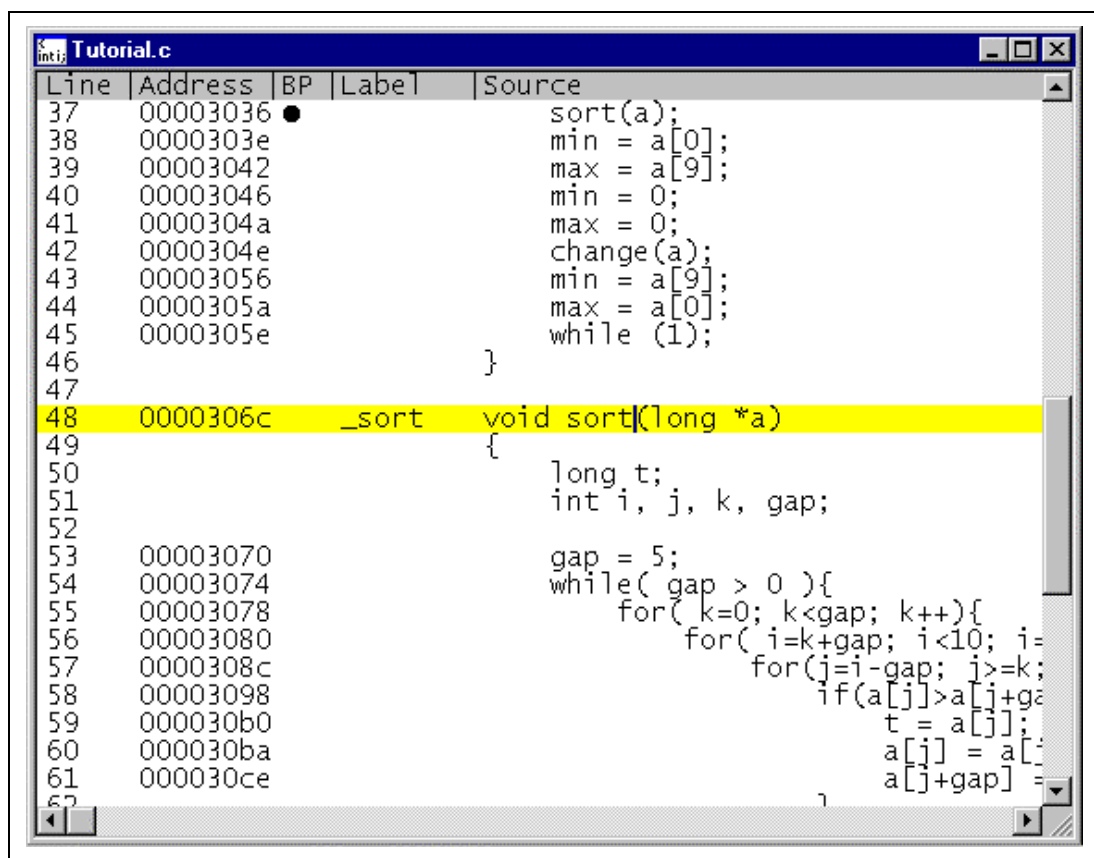 inti; Tutorial.c
Line |Address |BP |Label |Source
37 00003036 ● sort(a);
38 0000303e min = a[0];
39 00003042 max = a[9];
40 00003046 min = 0;
41 0000304a max = 0;
42 0000304e change(a);
43 00003056 min = a[9];
44 0000305a max = a[0];
45 0000305e while (1);
46 }
47
48 0000306c _sort void sort(long *a)
49 {
50 long t;
51 int i, j, k, gap;
52
53 00003070 gap = 5;
54 00003074 while( gap > 0 ){
55 00003078 for( k=0; k<gap; k++){
56 00003080 for( i=k+gap; i<10; i=
57 0000308c for(j=i-gap; j>=k;
58 00003098 if(a[j]>a[j+ga
59 000030b0 t = a[j];
60 000030ba a[j] = a[j
61 000030ce a[j+gap] =
62 }